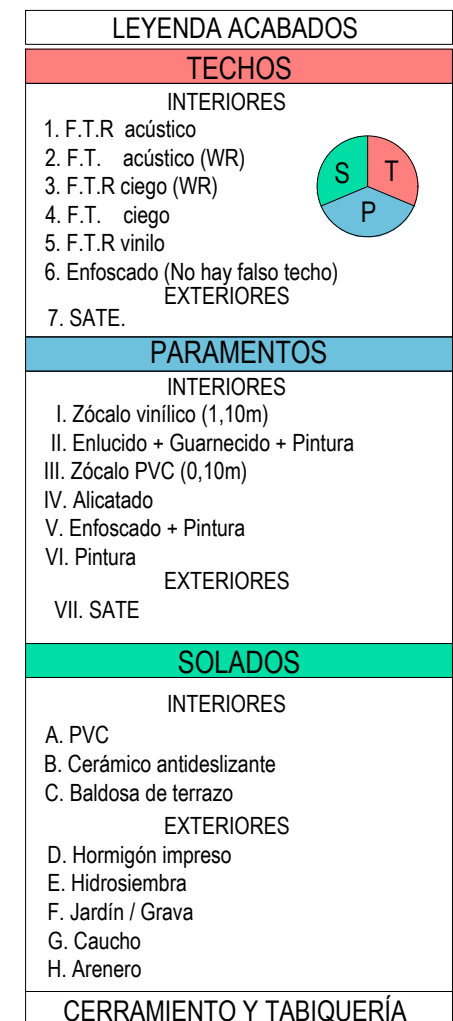 LEYENDA ACABADOS
TECHOS
INTERIORES
1. F.T.R acústico
2. F.T. acústico (WR)
3. F.T.R ciego (WR)
4. F.T. ciego
5. F.T.R vinilo
6. Enfoscado (No hay falso techo)
S T
P
EXTERIORES
7. SATE.
PARAMENTOS
INTERIORES
I. Zócalo vinílico (1,10m)
II. Enlucido + Guarnecido + Pintura
III. Zócalo PVC (0,10m)
IV. Alicatado
V. Enfoscado + Pintura
VI. Pintura
EXTERIORES
VII. SATE
SOLADOS
INTERIORES
A. PVC
B. Cerámico antideslizante
C. Baldosa de terrazo
EXTERIORES
D. Hormigón impreso
E. Hidrosiembra
F. Jardín / Grava
G. Caucho
H. Arenero
CERRAMIENTO Y TABIQUERÍA